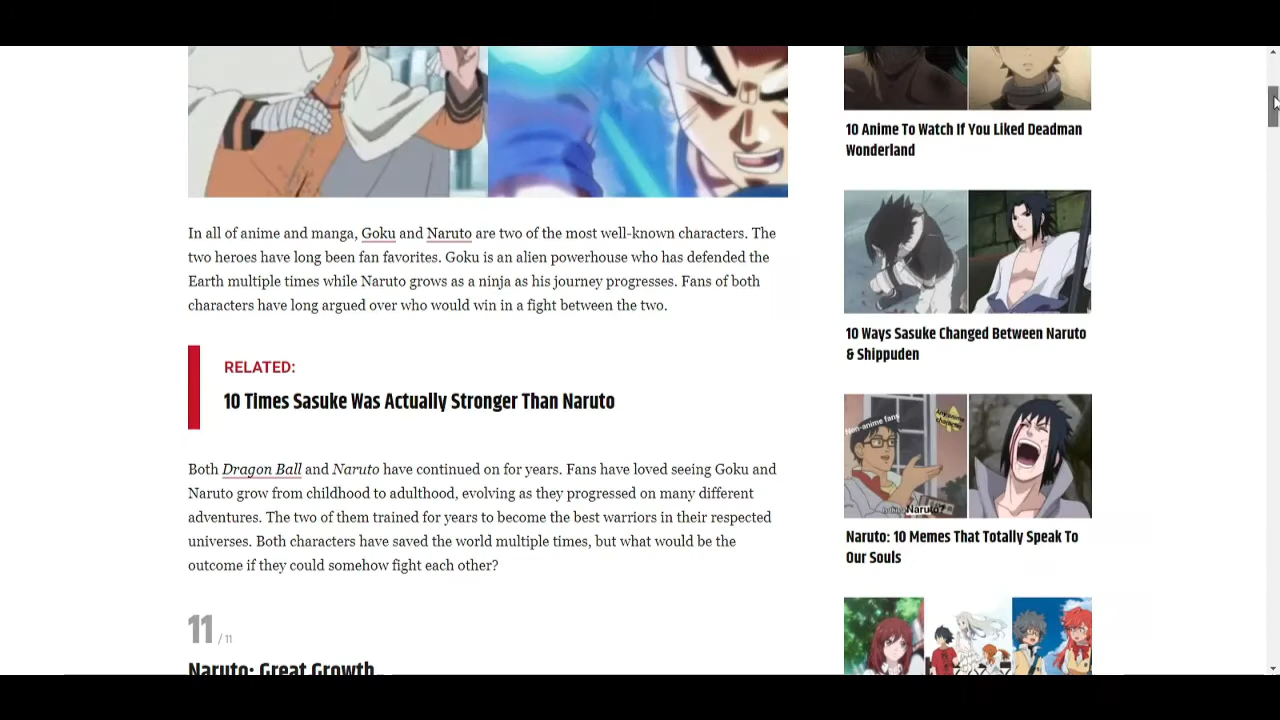 In all of anime and manga, Goku and Naruto are two of the most well-known characters. The
two heroes have long been fan favorites. Goku is an alien powerhouse who has defended the
Earth multiple times while Naruto grows as a ninja as his journey progresses. Fans of both
characters have long argued over who would win in a fight between the two.
RELATED:
10 Times Sasuke Was Actually Stronger Than Naruto
Both Dragon Ball and Naruto have continued on for years. Fans have loved seeing Goku and
Naruto grow from childhood to adulthood, evolving as they progressed on many different
adventures. The two of them trained for years to become the best warriors in their respected
universes. Both characters have saved the world multiple times, but what would be the
outcome if they could somehow fight each other?
11 / 11
Naruto: Great Growth
10 Anime To Watch If You Liked Deadman
Wonderland
10 Ways Sasuke Changed Between Naruto
& Shippuden
Non-anime fans
Any anime
character
Naruto?
Naruto: 10 Memes That Totally Speak To
Our Souls